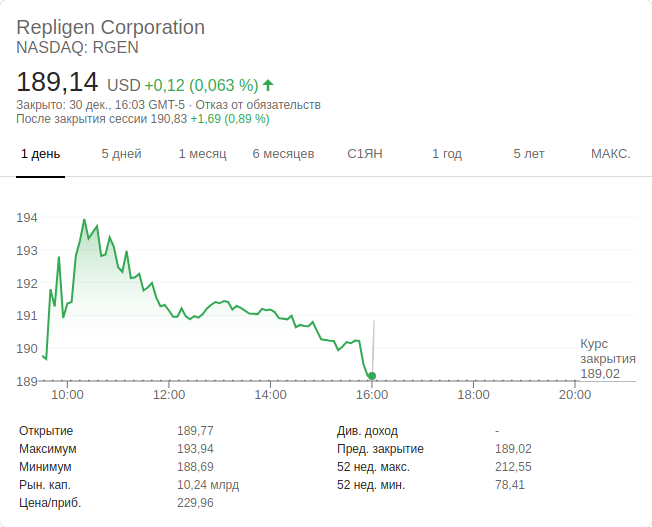 Repligen Corporation
NASDAQ: RGEN
189,14 USD +0,12 (0,063 %)
Закрыто: 30 дек., 16:03 GMT-5 · Отказ от обязательств
После закрытия сессии 190,83 +1,69 (0,89 %)
1 день 5 дней 1 месяц 6 месяцев С1ЯН 1 год 5 лет МАКС.
194
193
192
191
190
189
Курс
закрытия
189,02
10:00 12:00 14:00 16:00 18:00 20:00
Открытие 189,77 Див. доход -
Максимум 193,94 Пред. закрытие 189,02
Минимум 188,69 52 нед. макс. 212,55
Рын. кап. 10,24 млрд 52 нед. мин. 78,41
Цена/приб. 229,96